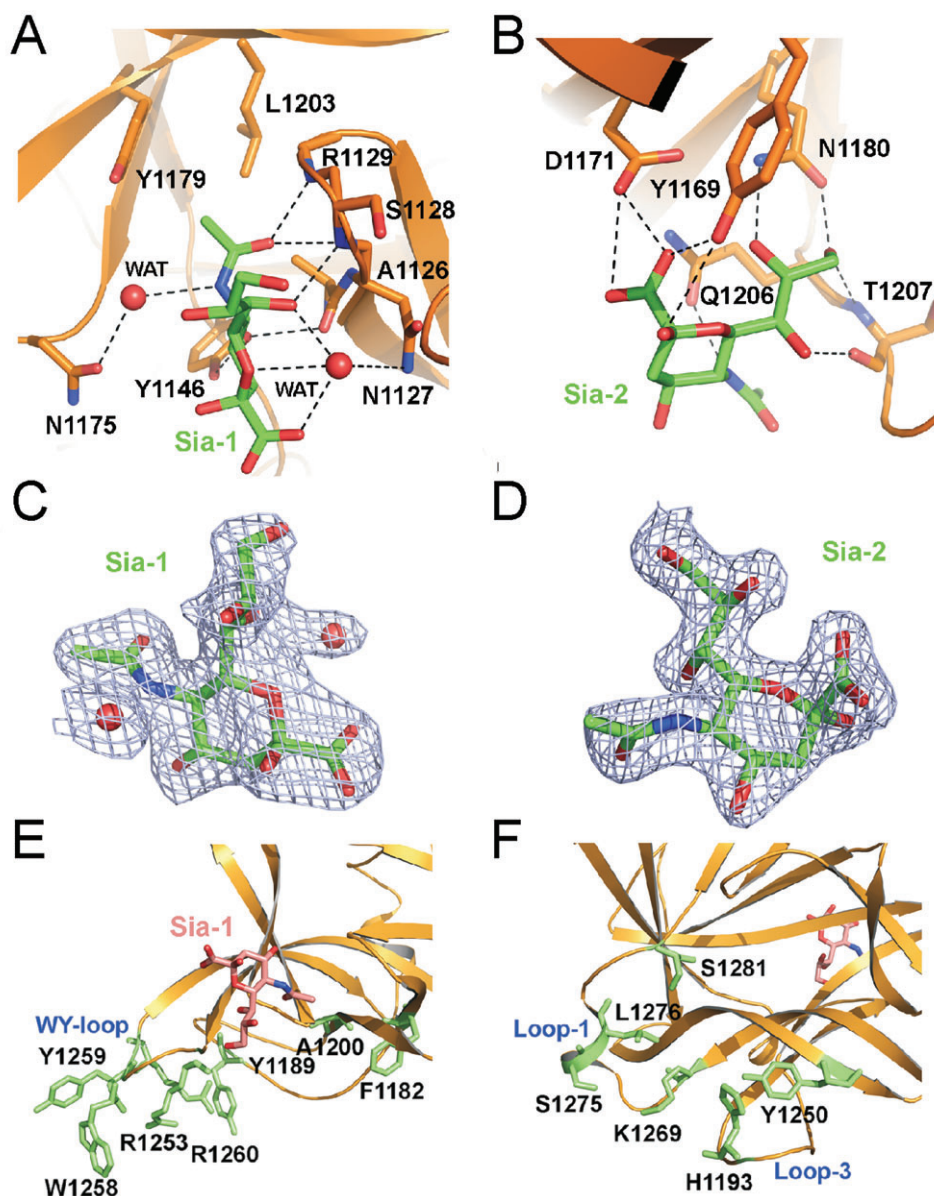 A
L1203
R1129
Y1179
S1128
WAT
A1126
Y1146
WAT
N1127
N1175
Sia-1
B
N1180
D1171
Y1169
Q1206
T1207
Sia-2
C
Sia-1
D
Sia-2
E
Sia-1
WY-loop
A1200
Y1259
Y1189
F1182
R1253
R1260
W1258
F
S1281
L1276
Loop-1
S1275
Y1250
K1269
H1193
Loop-3